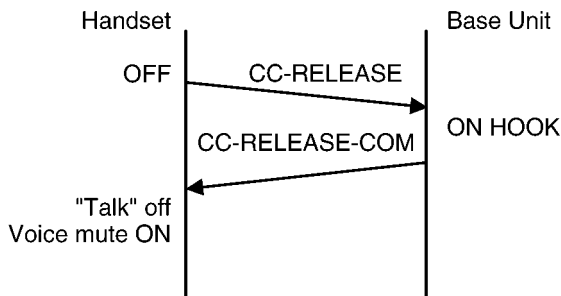 Handset
Base Unit
OFF
CC-RELEASE
ON HOOK
CC-RELEASE-COM
"Talk" off
Voice mute ON